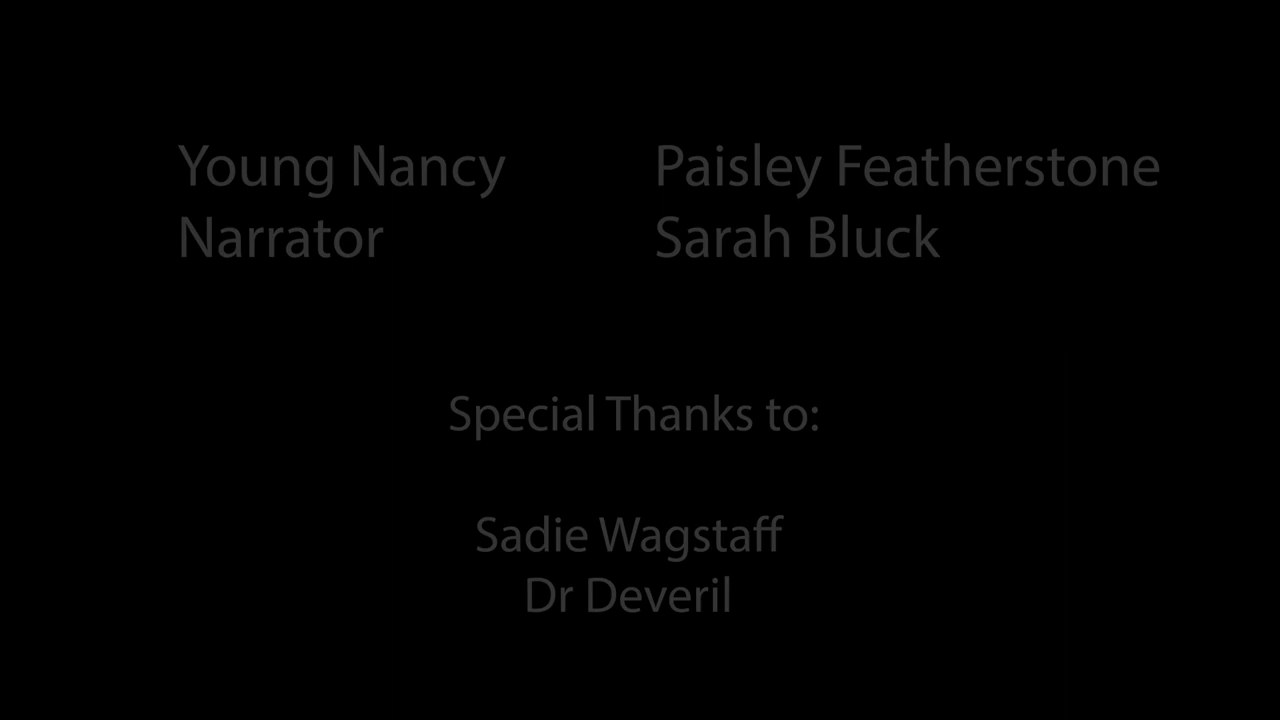 Young Nancy Paisley Featherstone
Narrator Sarah Bluck
Special Thanks to:
Sadie Wagstaff
Dr Deveril